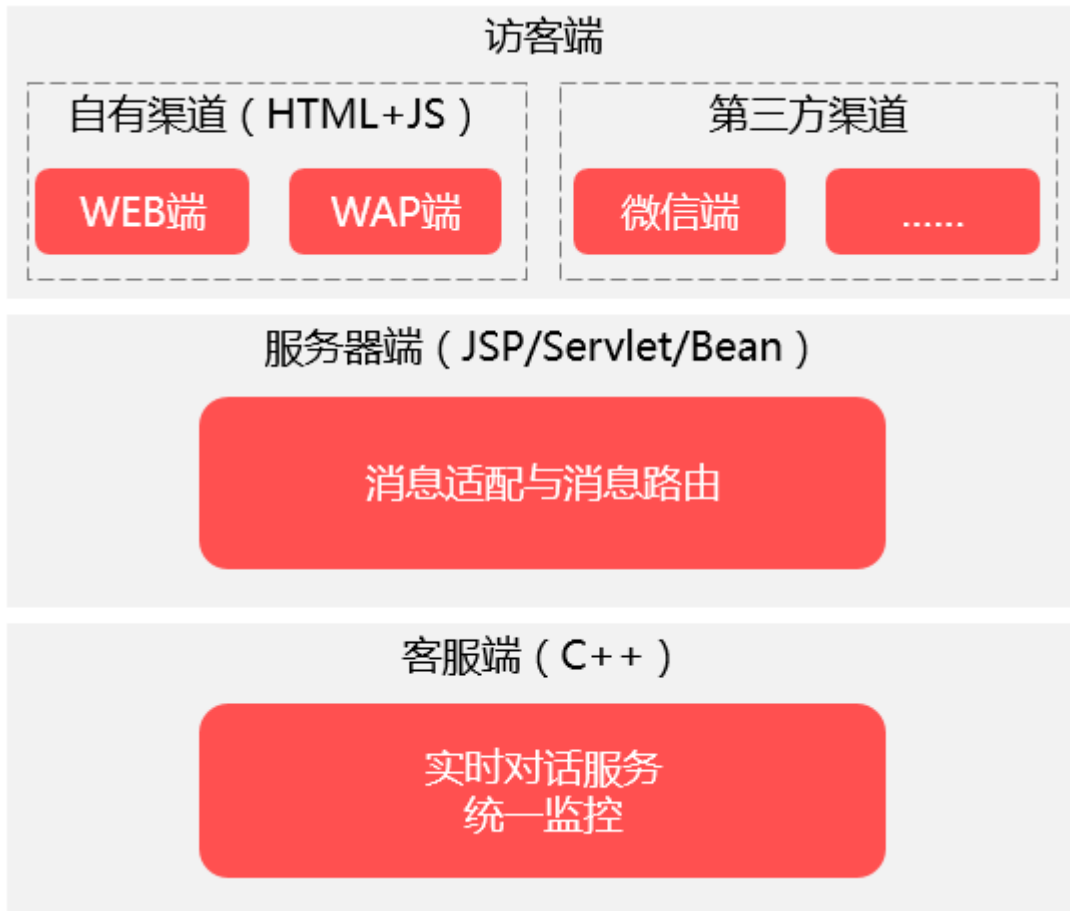 访客端
自有渠道（HTML+JS）
第三方渠道
WEB端
WAP端
微信端
......
服务器端（JSP/Servlet/Bean）
消息适配与消息路由
客服端（C++）
实时对话服务
统一监控